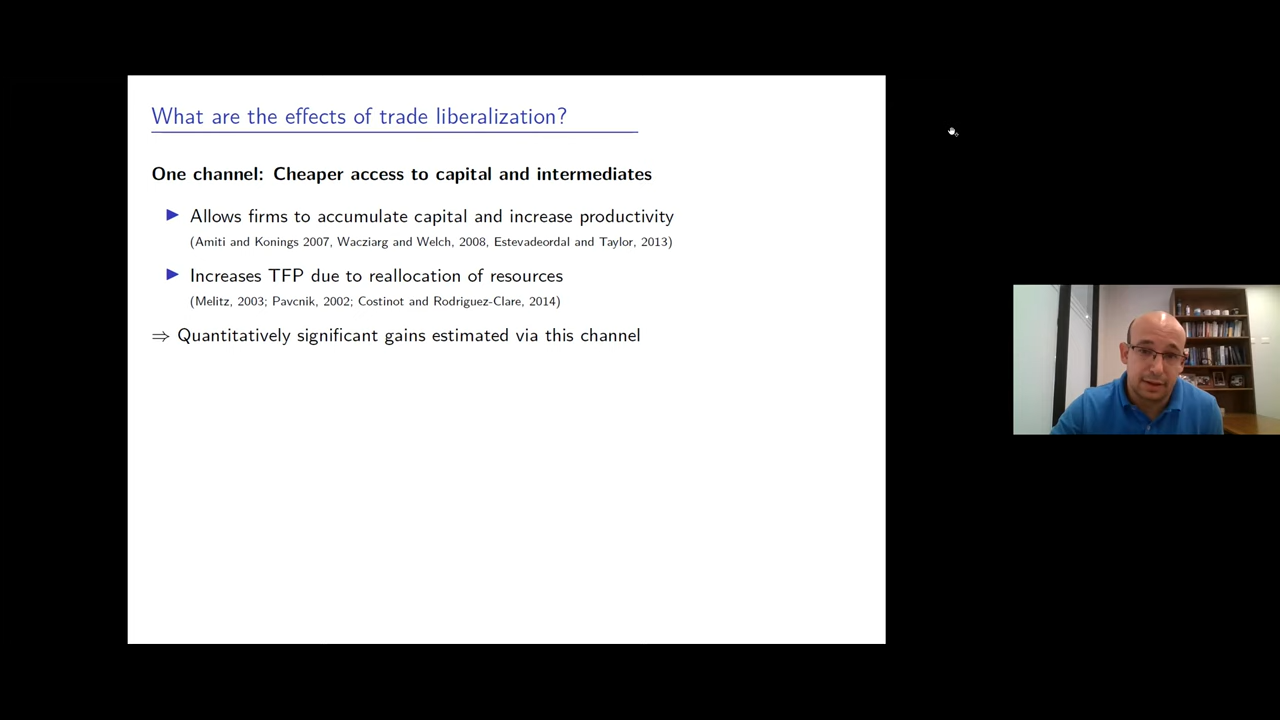 What are the effects of trade liberalization?
One channel: Cheaper access to capital and intermediates
▶ Allows firms to accumulate capital and increase productivity
(Amiti and Konings 2007, Wacziarg and Welch, 2008, Estevadeordal and Taylor, 2013)
▶ Increases TFP due to reallocation of resources
(Melitz, 2003; Pavcnik, 2002; Costinot and Rodriguez-Clare, 2014)
⇒ Quantitatively significant gains estimated via this channel